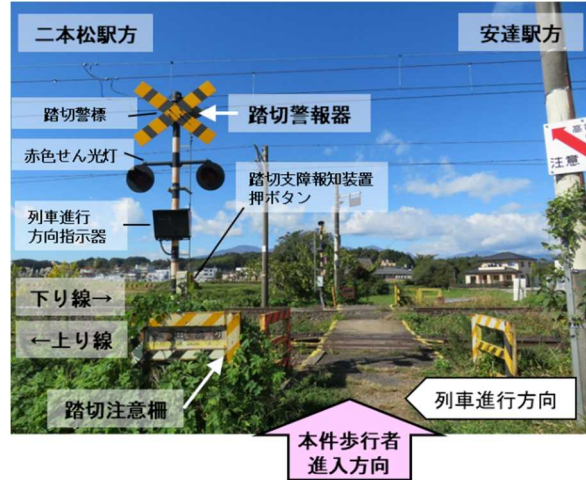 二本松駅方
安達駅方
踏切警標
踏切警報器
赤色せん光灯
踏切支障報知装置
押ボタン
列車進行
方向指示器
注意
下り線→
←上り線
踏切注意柵
列車進行方向
本件歩行者
進入方向